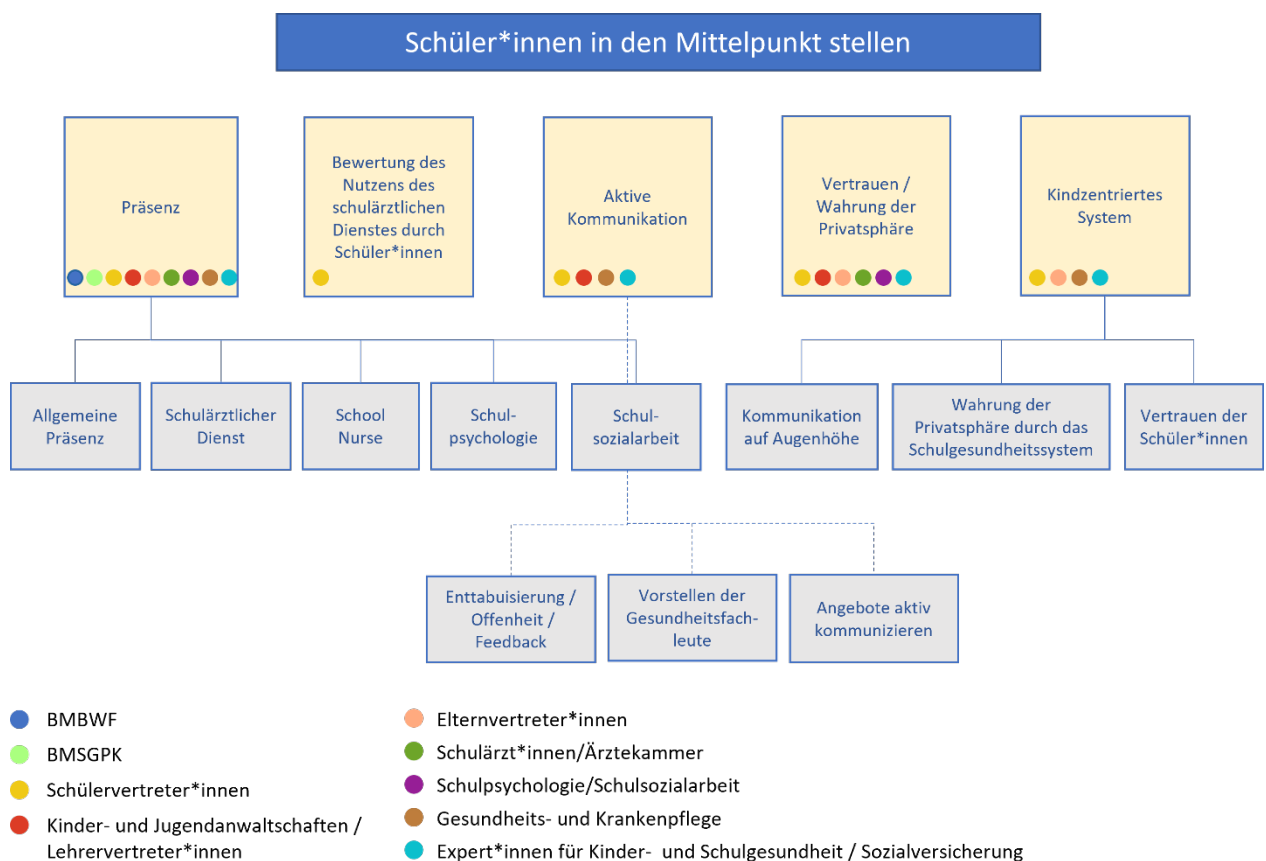 Schüler*innen in den Mittelpunkt stellen
Präsenz
Bewertung des
Nutzens des
schulärztlichen
Dienstes durch
Schüler*innen
Aktive
Kommunikation
Vertrauen /
Wahrung der
Privatsphäre
Kindzentriertes
System
Allgemeine
Präsenz
Schulärztlicher
Dienst
School
Nurse
Schul-
psychologie
Schul-
sozialarbeit
Kommunikation
auf Augenhöhe
Wahrung der
Privatsphäre durch das
Schulgesundheitssystem
Vertrauen der
Schüler*innen
Enttabuisierung /
Offenheit /
Feedback
Vorstellen der
Gesundheitsfach-
leute
Angebote aktiv
kommunizieren
BMBWF
BMSGPK
Schülervertreter*innen
Kinder- und Jugendanwaltschaften /
Lehrervertreter*innen
Elternvertreter*innen
Schulärzt*innen/Ärztekammer
Schulpsychologie/Schulsozialarbeit
Gesundheits- und Krankenpflege
Expert*innen für Kinder- und Schulgesundheit / Sozialversicherung